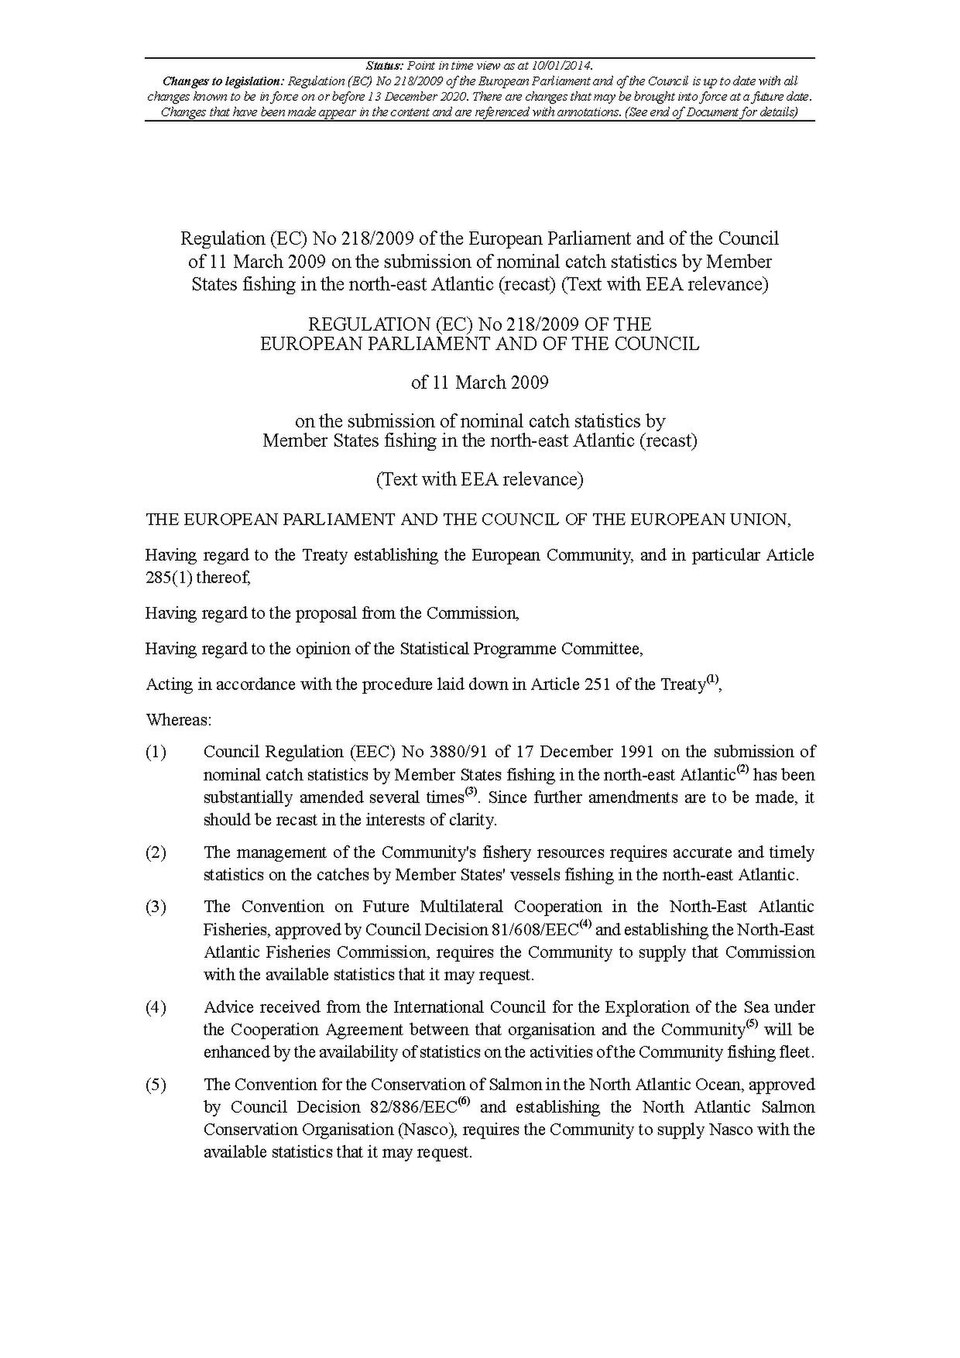 Status: Point in time view as at 10/01/2014.
Changes to legislation: Regulation (EC) No 218/2009 of the European Parliament and of the Council is up to date with all
changes known to be in force on or before 13 December 2020. There are changes that may be brought into force at a future date.
Changes that have been made appear in the content and are referenced with annotations. (See end of Document for details)
Regulation (EC) No 218/2009 of the European Parliament and of the Council
of 11 March 2009 on the submission of nominal catch statistics by Member
States fishing in the north-east Atlantic (recast) (Text with EEA relevance)
REGULATION (EC) No 218/2009 OF THE
EUROPEAN PARLIAMENT AND OF THE COUNCIL
of 11 March 2009
on the submission of nominal catch statistics by
Member States fishing in the north-east Atlantic (recast)
(Text with EEA relevance)
THE EUROPEAN PARLIAMENT AND THE COUNCIL OF THE EUROPEAN UNION,
Having regard to the Treaty establishing the European Community, and in particular Article
285(1) thereof,
Having regard to the proposal from the Commission,
Having regard to the opinion of the Statistical Programme Committee,
Acting in accordance with the procedure laid down in Article 251 of the Treaty(1),
Whereas:
(1) Council Regulation (EEC) No 3880/91 of 17 December 1991 on the submission of
nominal catch statistics by Member States fishing in the north-east Atlantic(2) has been
substantially amended several times(3). Since further amendments are to be made, it
should be recast in the interests of clarity.
(2) The management of the Community's fishery resources requires accurate and timely
statistics on the catches by Member States' vessels fishing in the north-east Atlantic.
(3) The Convention on Future Multilateral Cooperation in the North-East Atlantic
Fisheries, approved by Council Decision 81/608/EEC(4) and establishing the North-East
Atlantic Fisheries Commission, requires the Community to supply that Commission
with the available statistics that it may request.
(4) Advice received from the International Council for the Exploration of the Sea under
the Cooperation Agreement between that organisation and the Community(5) will be
enhanced by the availability of statistics on the activities of the Community fishing fleet.
(5) The Convention for the Conservation of Salmon in the North Atlantic Ocean, approved
by Council Decision 82/886/EEC(6) and establishing the North Atlantic Salmon
Conservation Organisation (Nasco), requires the Community to supply Nasco with the
available statistics that it may request.